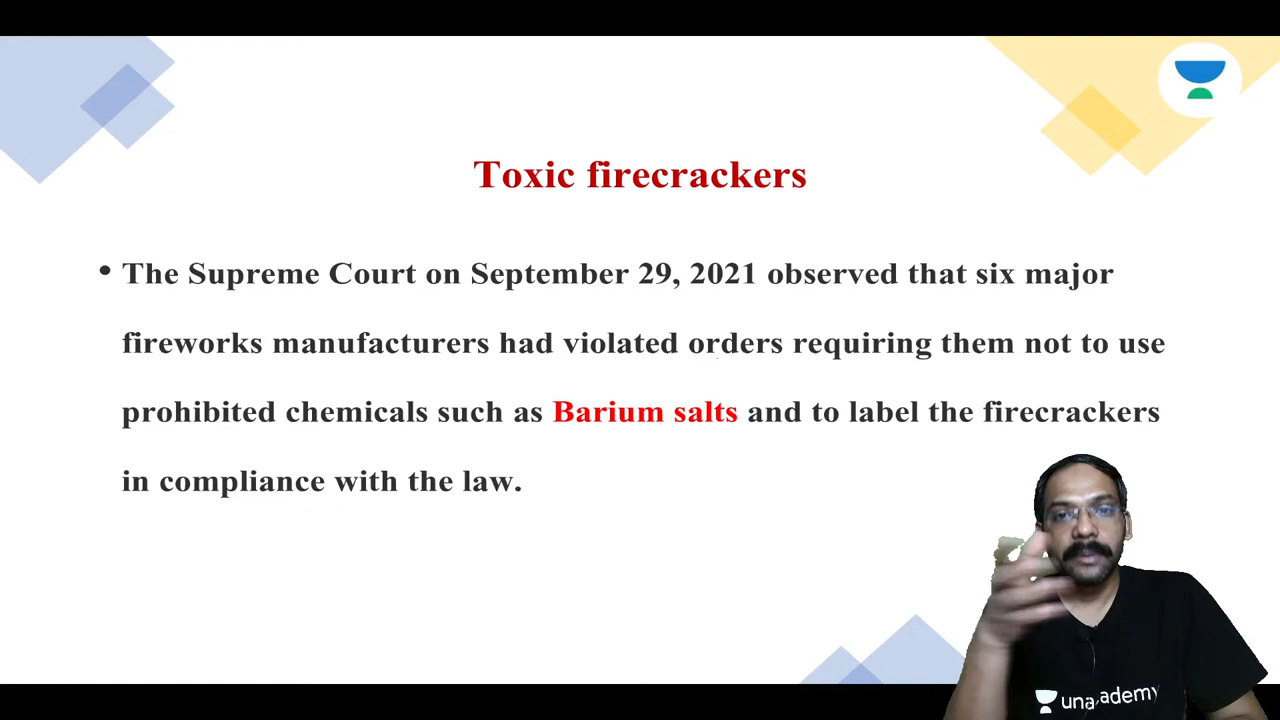 Toxic firecrackers
• The Supreme Court on September 29, 2021 observed that six major
fireworks manufacturers had violated orders requiring them not to use
prohibited chemicals such as Barium salts and to label the firecrackers
in compliance with the law.
unacademy